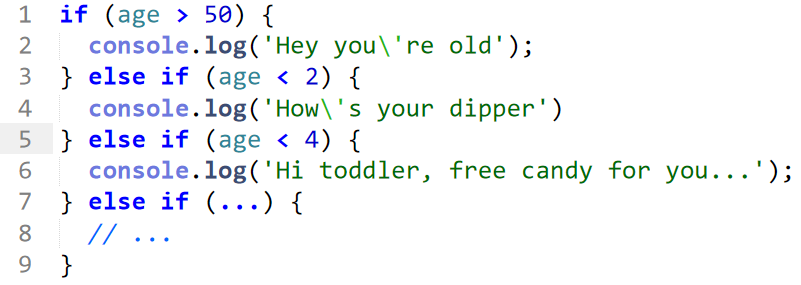 1 if (age > 50) {
2   console.log('Hey you\'re old');
3 } else if (age < 2) {
4   console.log('How\'s your dipper')
5 } else if (age < 4) {
6   console.log('Hi toddler, free candy for you...');
7 } else if (...) {
8   // ...
9 }